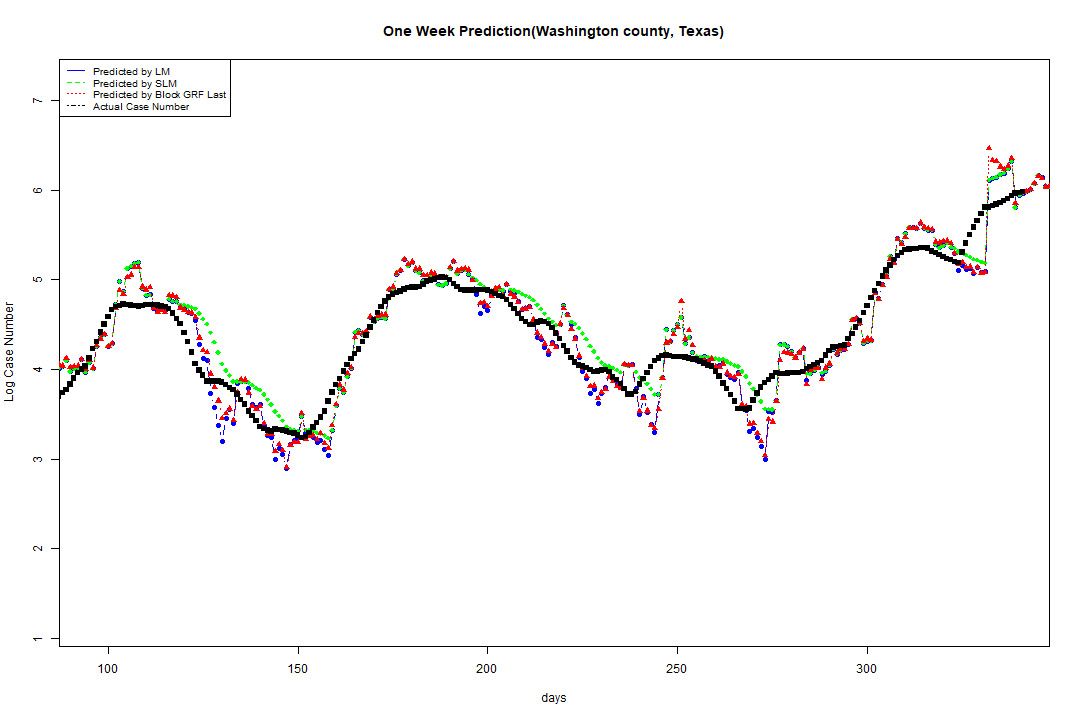 One Week Prediction(Washington county, Texas)
Predicted by LM
Predicted by SLM
Predicted by Block GRF Last
Actual Case Number
7
6
5
4
3
2
1
Log Case Number
100 150 200 250 300
days